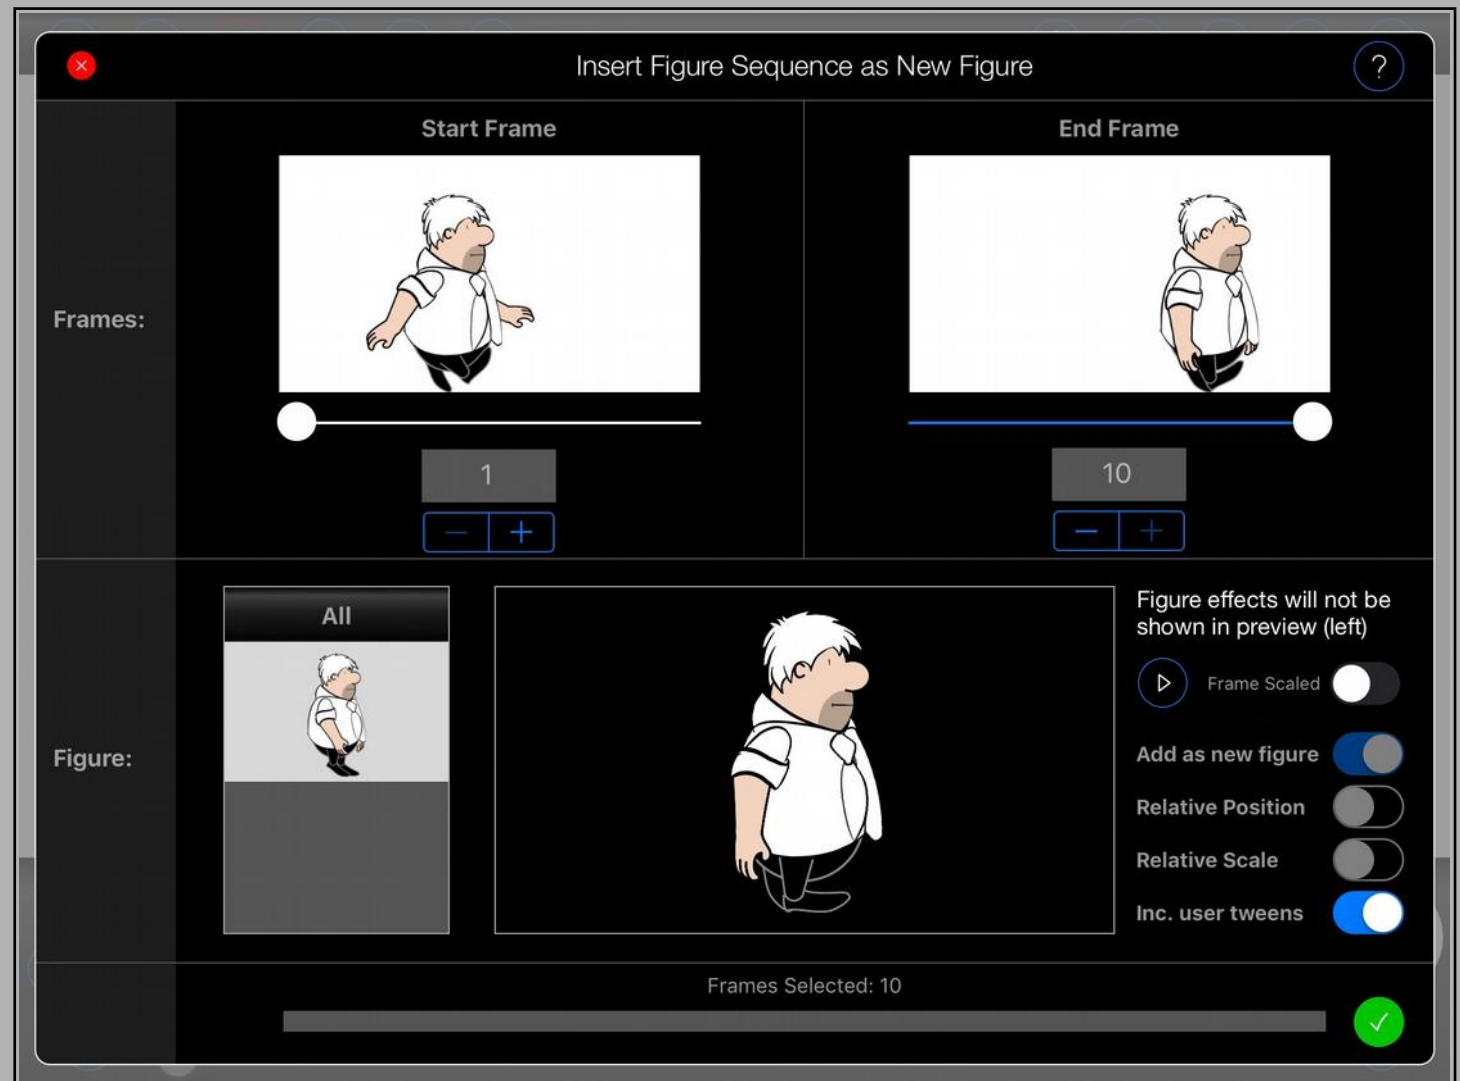 Insert Figure Sequence as New Figure
?
Start Frame
End Frame
Frames:
1
10
All
Figure effects will not be
shown in preview (left)
Frame Scaled
Add as new figure
Figure:
Relative Position
Relative Scale
Inc. user tweens
Frames Selected: 10